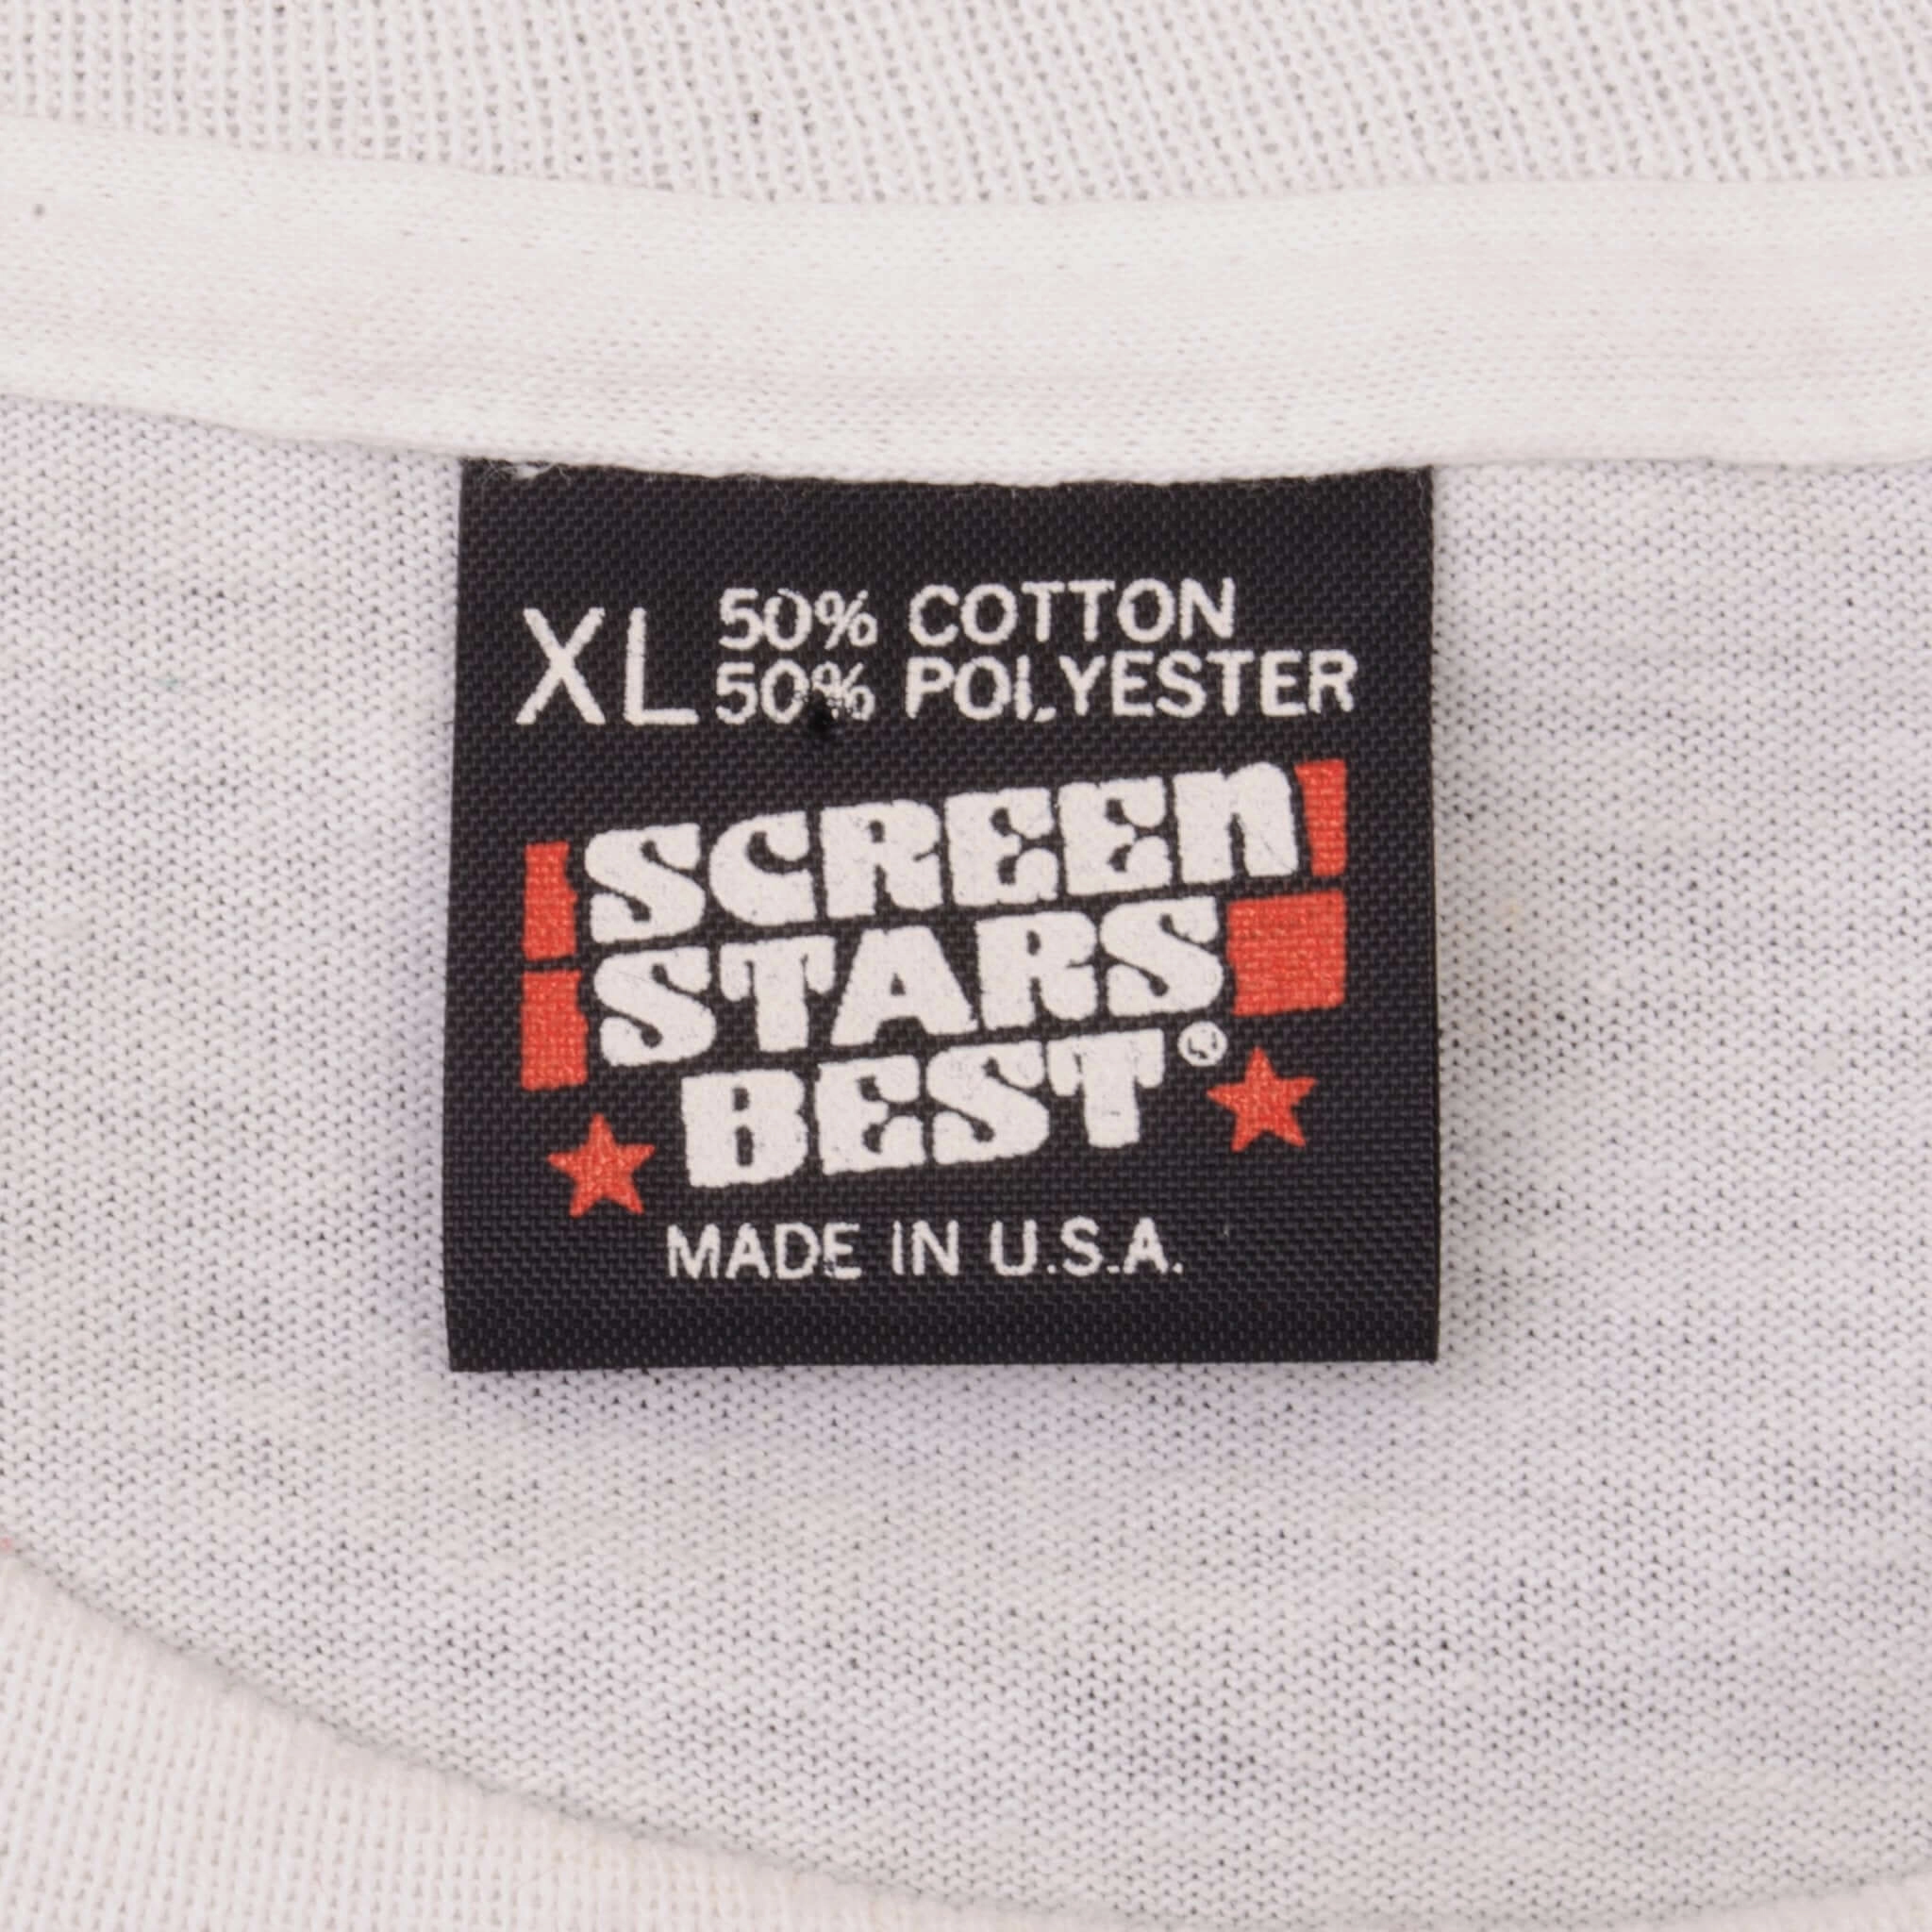 XL 50% COTTON
50% POLYESTER
SCREEN
STARS
BEST®
MADE IN U.S.A.